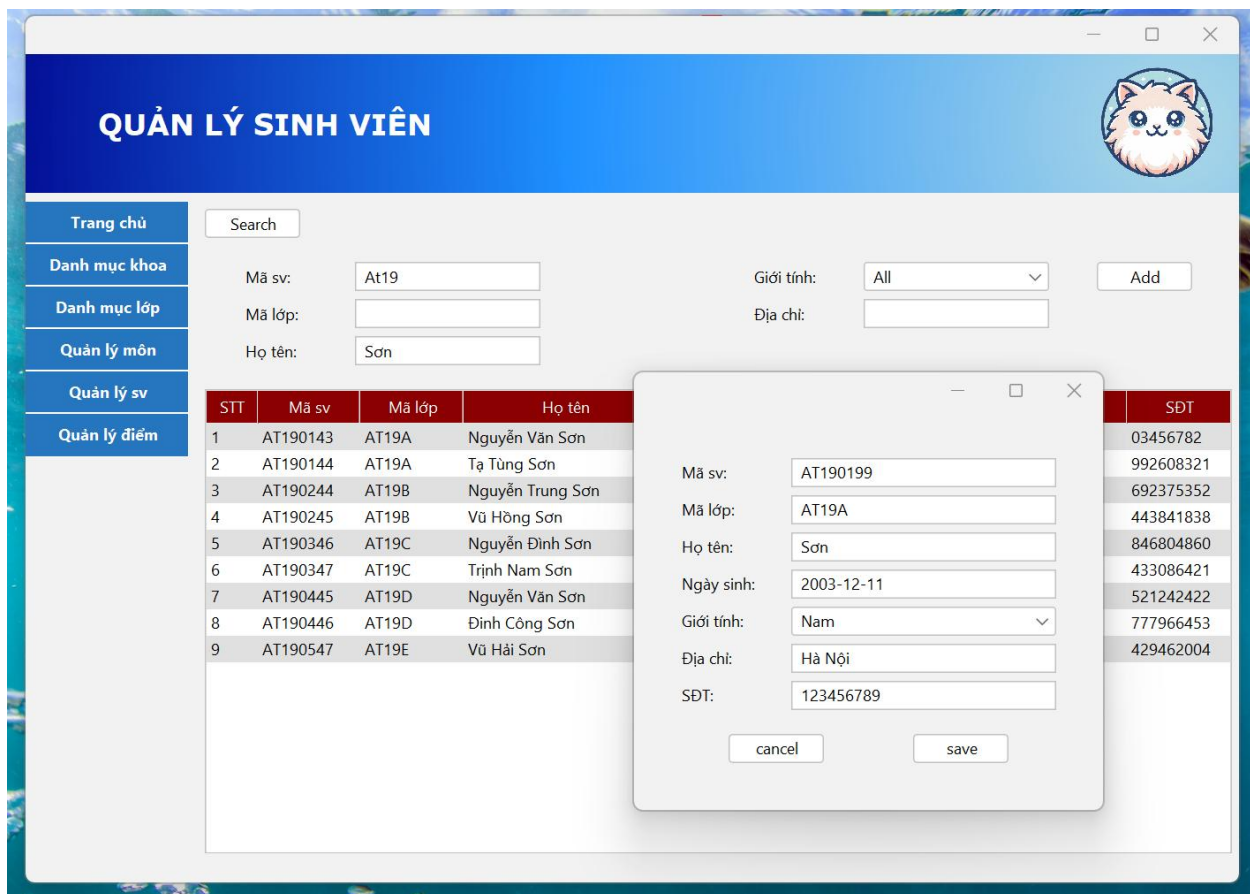 QUẢN LÝ SINH VIÊN
Trang chủ
Danh mục khoa
Danh mục lớp
Quản lý môn
Quản lý sv
Quản lý điểm
Search
Mã sv: At19 Giới tính: All Add
Mã lớp: Địa chỉ:
Họ tên: Sơn
STT Mã sv Mã lớp Họ tên SĐT
1 AT190143 AT19A Nguyễn Văn Sơn 03456782
2 AT190144 AT19A Tạ Tùng Sơn 992608321
3 AT190244 AT19B Nguyễn Trung Sơn 692375352
4 AT190245 AT19B Vũ Hồng Sơn 443841838
5 AT190346 AT19C Nguyễn Đình Sơn 846804860
6 AT190347 AT19C Trịnh Nam Sơn 433086421
7 AT190445 AT19D Nguyễn Văn Sơn 521242422
8 AT190446 AT19D Đinh Công Sơn 777966453
9 AT190547 AT19E Vũ Hải Sơn 429462004
Mã sv: AT190199
Mã lớp: AT19A
Họ tên: Sơn
Ngày sinh: 2003-12-11
Giới tính: Nam
Địa chỉ: Hà Nội
SĐT: 123456789
cancel save